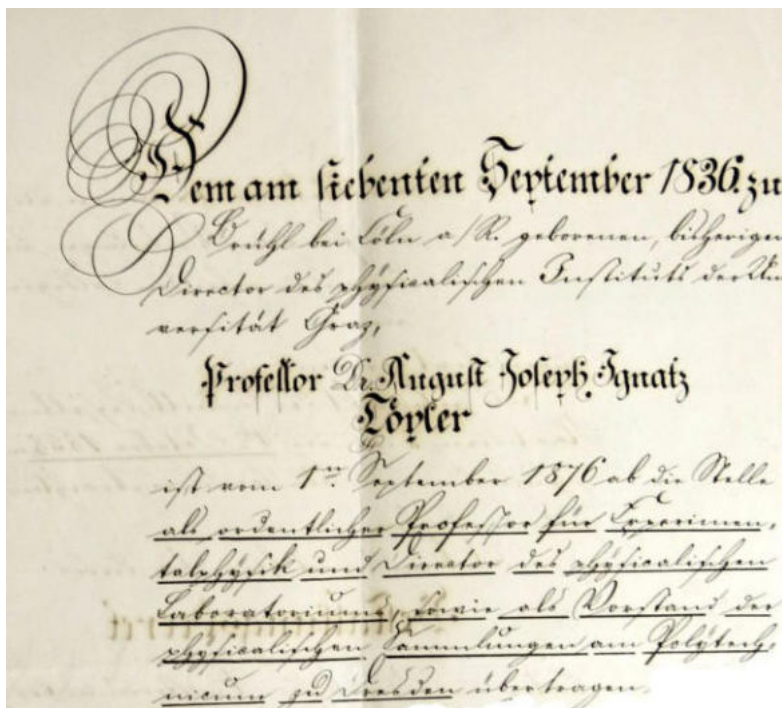 Dem am siebenten September 1836. zu
Brühl bei Cöln a/R. geborenen, bisherigen
Director des physicalischen Instituts der Uni
versität Graz,
Professor Dr. August Joseph Ignatz
Töpler
ist vom 1ten September 1876 ab die Stelle
als ordentlicher Professor für Experimen,
talphysik und Director des physicalischen
Laboratoriums, sowie als Vorstand der
physicalischen Sammlungen am Polytech,
nicum zu Dresden übertragen.